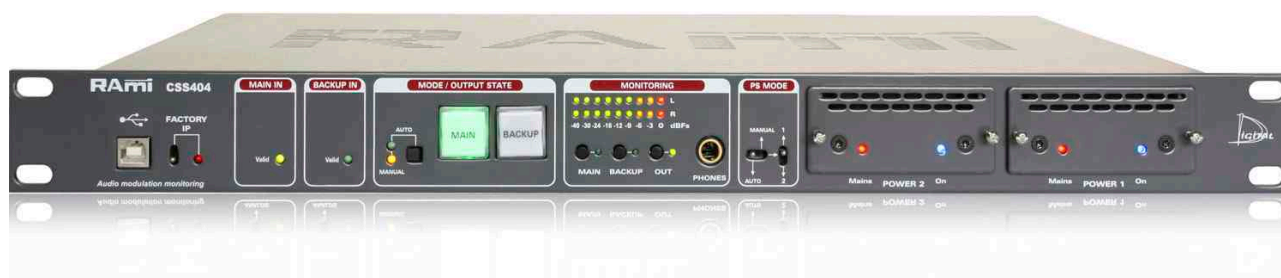 RAmi
RAmi CSS404
FACTORY
IP
Audio modulation monitoring
MAIN IN
Valid
BACKUP IN
Valid
MODE / OUTPUT STATE
AUTO
MANUAL
MAIN
BACKUP
MONITORING
L
R
-40 -30 -24 -18 -12 -9 -6 -3 0 dBFs
MAIN BACKUP OUT
PHONES
PS MODE
MANUAL 1
AUTO 2
Mains POWER 2 On
Mains POWER 1 On
DIGITAL